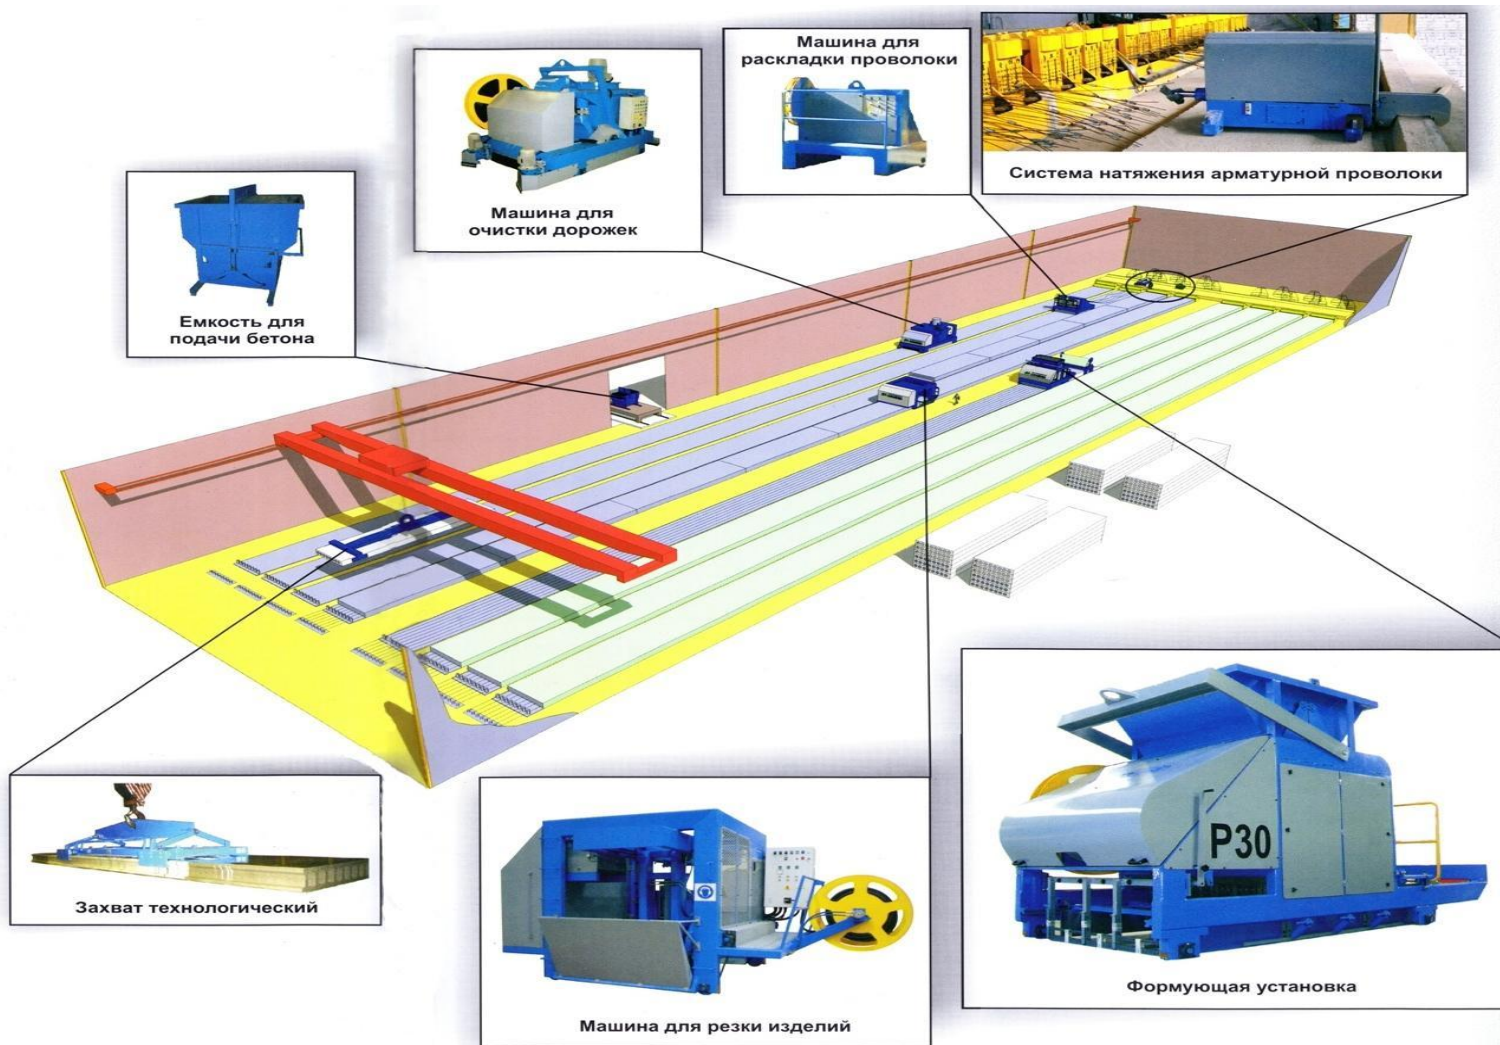 Машина для
раскладки проволоки
Система натяжения арматурной проволоки
Машина для
очистки дорожек
Емкость для
подачи бетона
Захват технологический
Машина для резки изделий
P30
Формующая установка